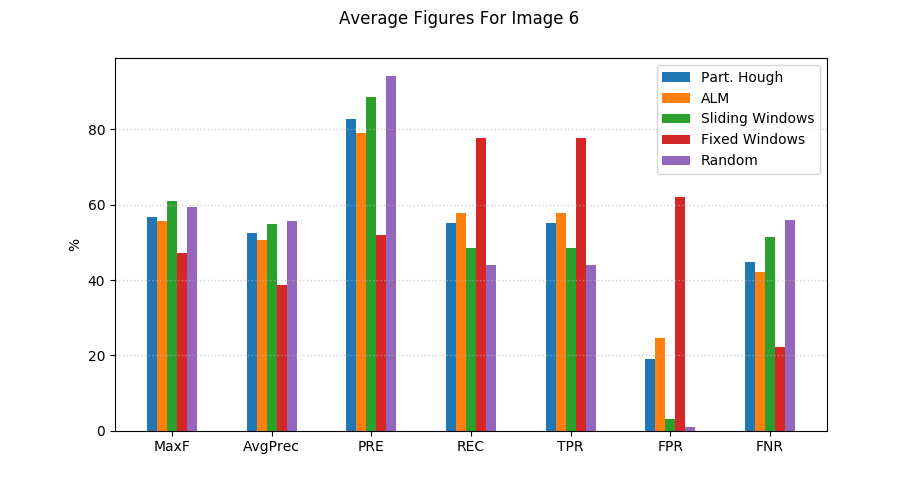 Average Figures For Image 6
%
80
60
40
20
0
Part. Hough
ALM
Sliding Windows
Fixed Windows
Random
MaxF AvgPrec PRE REC TPR FPR FNR